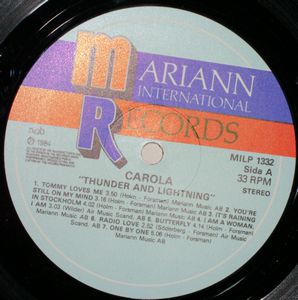 MARIANN
INTERNATIONAL
RECORDS
ncb
℗ 1984
MILP 1332
Side A
33 RPM
STEREO
CAROLA
"THUNDER AND LIGHTNING"
1. TOMMY LOVES ME 3.50 (Holm - Forsman) Mariann Music AB 2. YOU'RE
STILL ON MY MIND 3.16 (Holm - Forsman) Mariann Music AB 3. IT'S RAINING
IN STOCKHOLM 4.02 (Holm - Forsman) Mariann Music AB 4. I AM A WOMAN,
I AM 3.03 (Wilder) Air Music Scand. AB 5. BUTTERFLY 4.14 (Holm - Forsman)
Mariann Music AB 6. RADIO LOVE 2.52 (Söderberg - Forsman) Air Music
Scand. AB 7. ONE BY ONE 5.06 (Holm - Forsman)
Mariann Music AB